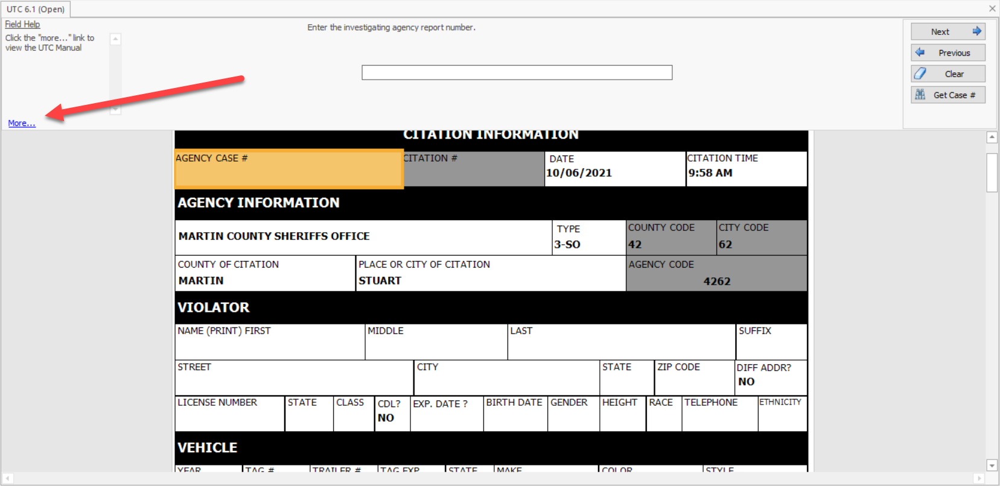 UTC 6.1 (Open)
Field Help
Click the "more..." link to
view the UTC Manual
More...
Enter the investigating agency report number.
Next
Previous
Clear
Get Case #
CITATION INFORMATION
AGENCY CASE # CITATION # DATE CITATION TIME
10/06/2021 9:58 AM
AGENCY INFORMATION
MARTIN COUNTY SHERIFFS OFFICE TYPE COUNTY CODE CITY CODE
3-SO 42 62
COUNTY OF CITATION PLACE OR CITY OF CITATION AGENCY CODE
MARTIN STUART 4262
VIOLATOR
NAME (PRINT) FIRST MIDDLE LAST SUFFIX
STREET CITY STATE ZIP CODE DIFF ADDR?
NO
LICENSE NUMBER STATE CLASS CDL? EXP. DATE ? BIRTH DATE GENDER HEIGHT RACE TELEPHONE ETHNICITY
NO
VEHICLE
YEAR TAG # TRAILER # TAG EXP STATE MAKE COLOR STYLE